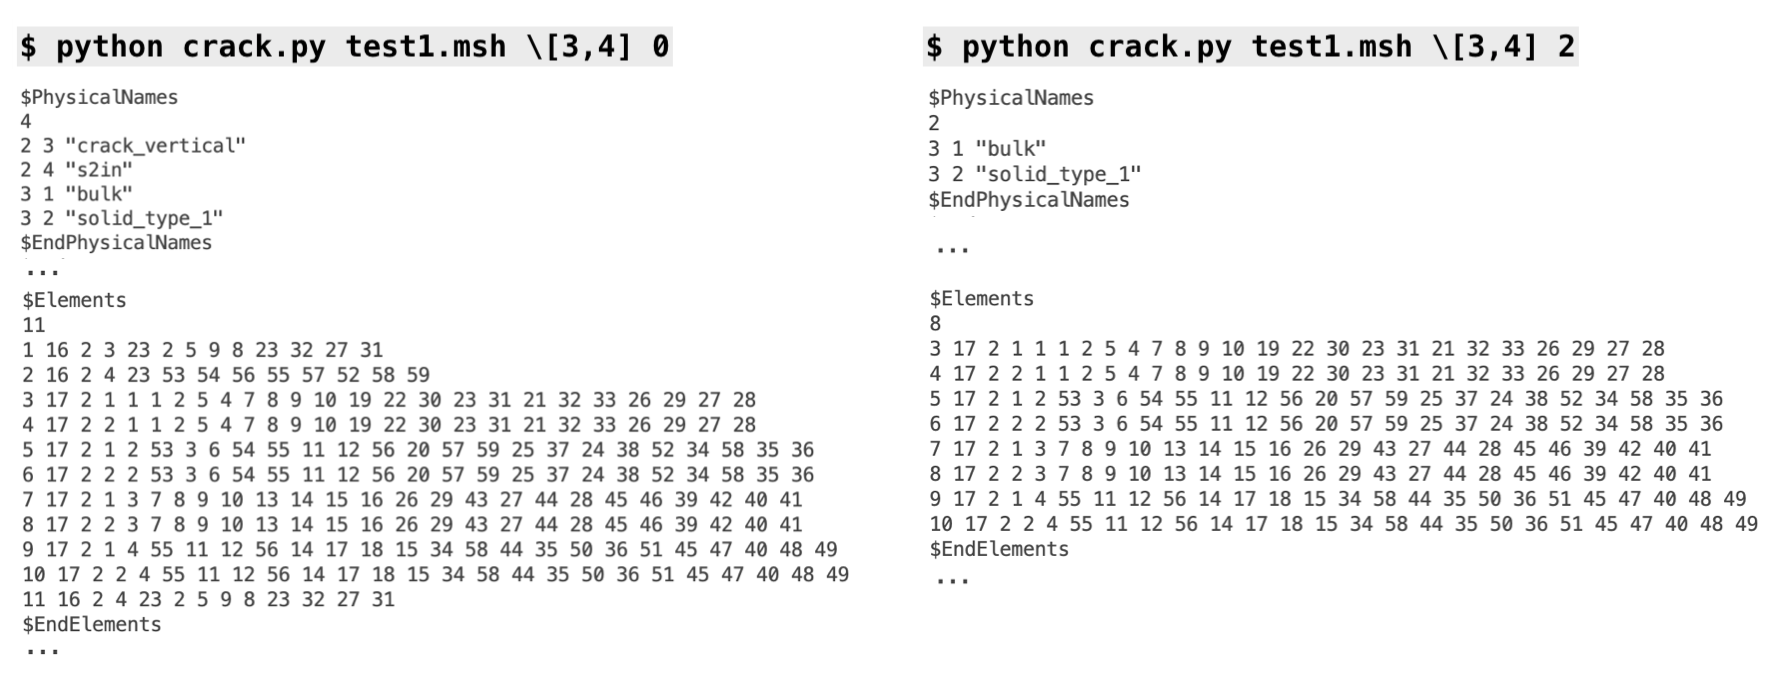 $ python crack.py test1.msh \[3,4] 0
$PhysicalNames
4
2 3 "crack_vertical"
2 4 "s2in"
3 1 "bulk"
3 2 "solid_type_1"
$EndPhysicalNames
...
$Elements
11
1 16 2 3 23 2 5 9 8 23 32 27 31
2 16 2 4 23 53 54 56 55 57 52 58 59
3 17 2 1 1 1 2 5 4 7 8 9 10 19 22 30 23 31 21 32 33 26 29 27 28
4 17 2 2 1 1 2 5 4 7 8 9 10 19 22 30 23 31 21 32 33 26 29 27 28
5 17 2 1 2 53 3 6 54 55 11 12 56 20 57 59 25 37 24 38 52 34 58 35 36
6 17 2 2 2 53 3 6 54 55 11 12 56 20 57 59 25 37 24 38 52 34 58 35 36
7 17 2 1 3 7 8 9 10 13 14 15 16 26 29 43 27 44 28 45 46 39 42 40 41
8 17 2 2 3 7 8 9 10 13 14 15 16 26 29 43 27 44 28 45 46 39 42 40 41
9 17 2 1 4 55 11 12 56 14 17 18 15 34 58 44 35 50 36 51 45 47 40 48 49
10 17 2 2 4 55 11 12 56 14 17 18 15 34 58 44 35 50 36 51 45 47 40 48 49
11 16 2 4 23 2 5 9 8 23 32 27 31
$EndElements
...
$ python crack.py test1.msh \[3,4] 2
$PhysicalNames
2
3 1 "bulk"
3 2 "solid_type_1"
$EndPhysicalNames
...
$Elements
8
3 17 2 1 1 1 2 5 4 7 8 9 10 19 22 30 23 31 21 32 33 26 29 27 28
4 17 2 2 1 1 2 5 4 7 8 9 10 19 22 30 23 31 21 32 33 26 29 27 28
5 17 2 1 2 53 3 6 54 55 11 12 56 20 57 59 25 37 24 38 52 34 58 35 36
6 17 2 2 2 53 3 6 54 55 11 12 56 20 57 59 25 37 24 38 52 34 58 35 36
7 17 2 1 3 7 8 9 10 13 14 15 16 26 29 43 27 44 28 45 46 39 42 40 41
8 17 2 2 3 7 8 9 10 13 14 15 16 26 29 43 27 44 28 45 46 39 42 40 41
9 17 2 1 4 55 11 12 56 14 17 18 15 34 58 44 35 50 36 51 45 47 40 48 49
10 17 2 2 4 55 11 12 56 14 17 18 15 34 58 44 35 50 36 51 45 47 40 48 49
$EndElements
...